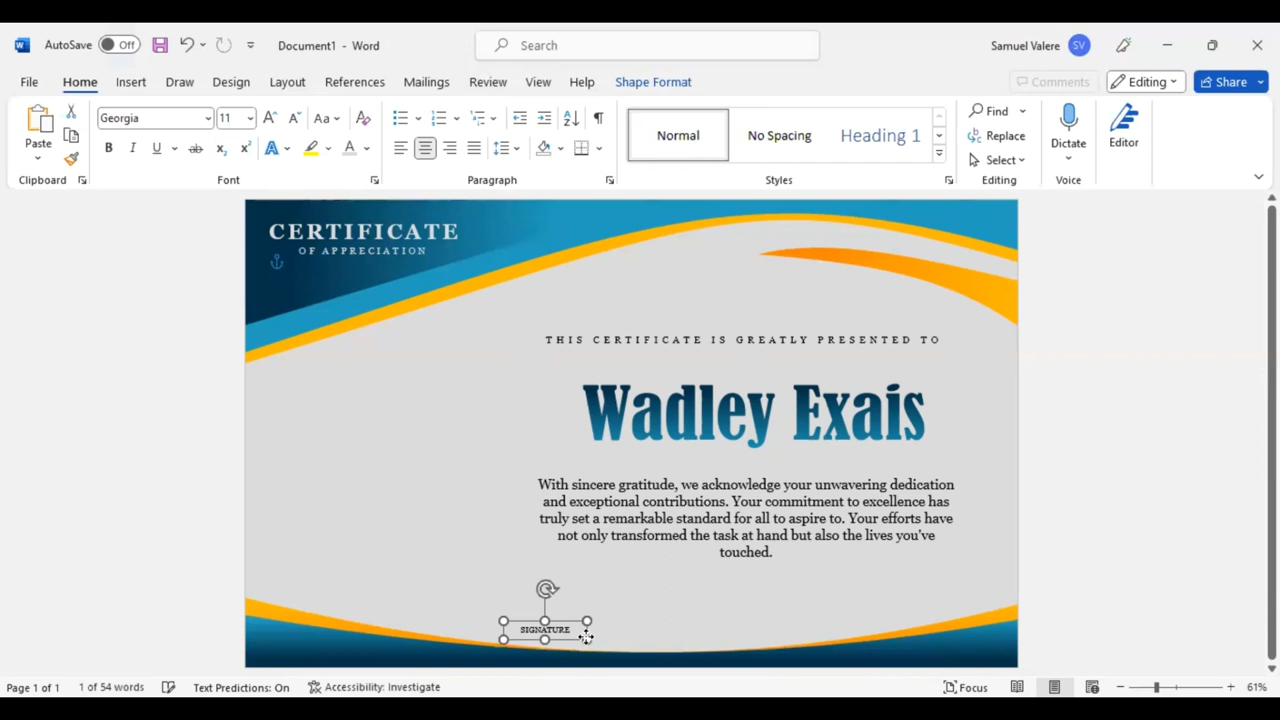 AutoSave Off Document1 - Word Search Samuel Valere SV
File Home Insert Draw Design Layout References Mailings Review View Help Shape Format Comments Editing Share
Paste Georgia 11 Aa Normal No Spacing Heading 1 Find Replace Select Dictate Editor
B I U ab x2 x2 A A
Clipboard Font Paragraph Styles Editing Voice
CERTIFICATE
OF APPRECIATION
THIS CERTIFICATE IS GREATLY PRESENTED TO
Wadley Exais
With sincere gratitude, we acknowledge your unwavering dedication
and exceptional contributions. Your commitment to excellence has
truly set a remarkable standard for all to aspire to. Your efforts have
not only transformed the task at hand but also the lives you've
touched.
SIGNATURE
Page 1 of 1 1 of 54 words Text Predictions: On Accessibility: Investigate Focus 61%